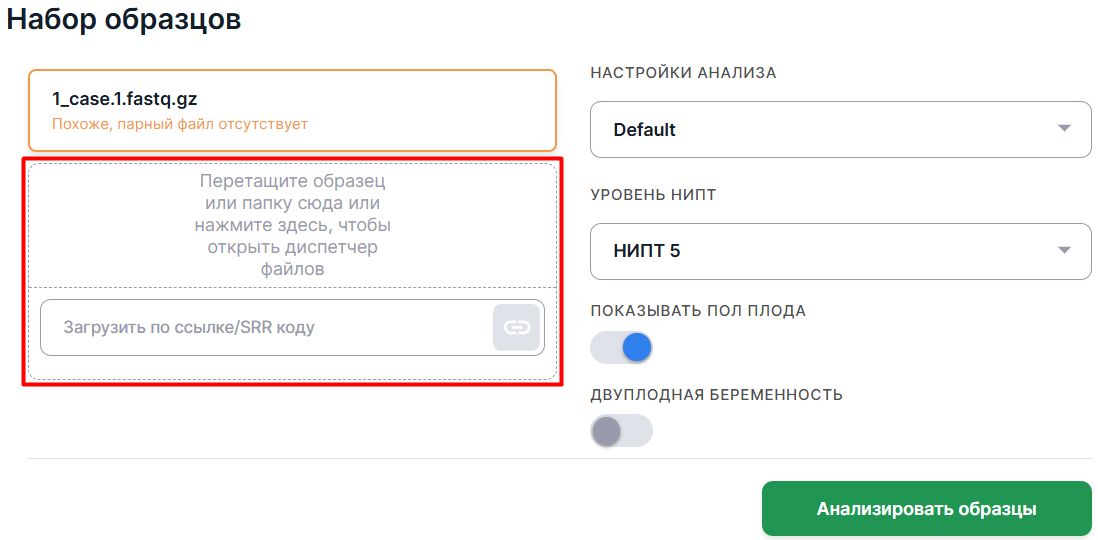 Набор образцов
1_case.1.fastq.gz
Похоже, парный файл отсутствует
Перетащите образец
или папку сюда или
нажмите здесь, чтобы
открыть диспетчер
файлов
Загрузить по ссылке/SRR коду
НАСТРОЙКИ АНАЛИЗА
Default
УРОВЕНЬ НИПТ
НИПТ 5
ПОКАЗЫВАТЬ ПОЛ ПЛОДА
ДВУПЛОДНАЯ БЕРЕМЕННОСТЬ
Анализировать образцы